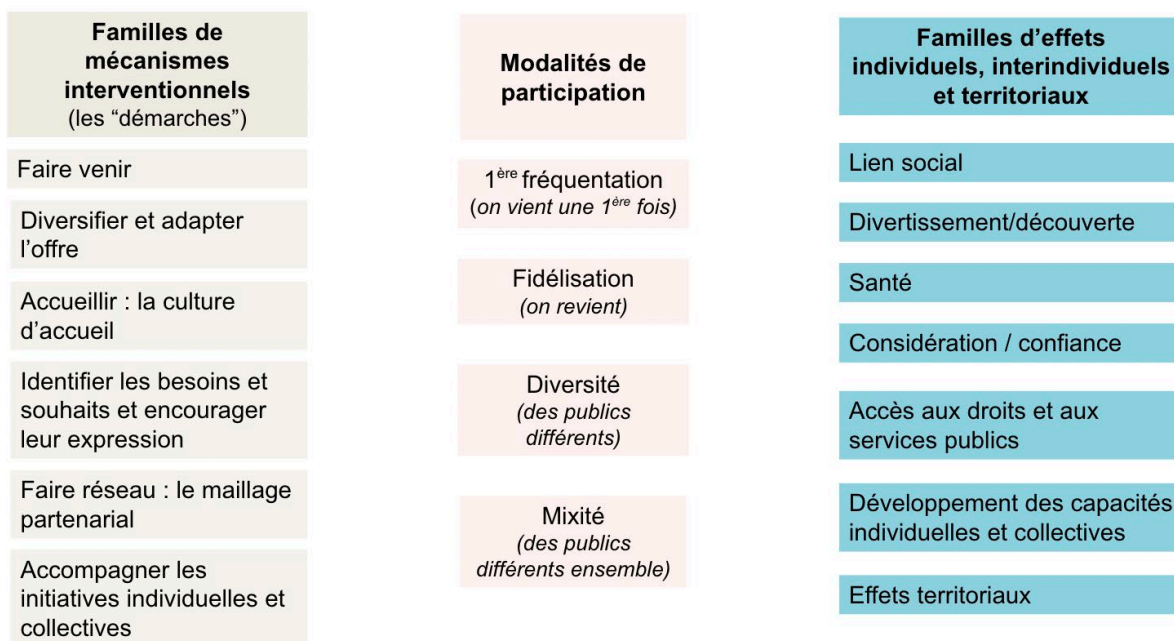 Familles de
mécanismes
interventionnels
(les “démarches”)
Faire venir
Diversifier et adapter
l’offre
Accueillir : la culture
d’accueil
Identifier les besoins et
souhaits et encourager
leur expression
Faire réseau : le maillage
partenarial
Accompagner les
initiatives individuelles et
collectives
Modalités de
participation
1ère fréquentation
(on vient une 1ère fois)
Fidélisation
(on revient)
Diversité
(des publics
différents)
Mixité
(des publics
différents ensemble)
Familles d’effets
individuels, interindividuels
et territoriaux
Lien social
Divertissement/découverte
Santé
Considération / confiance
Accès aux droits et aux
services publics
Développement des capacités
individuelles et collectives
Effets territoriaux